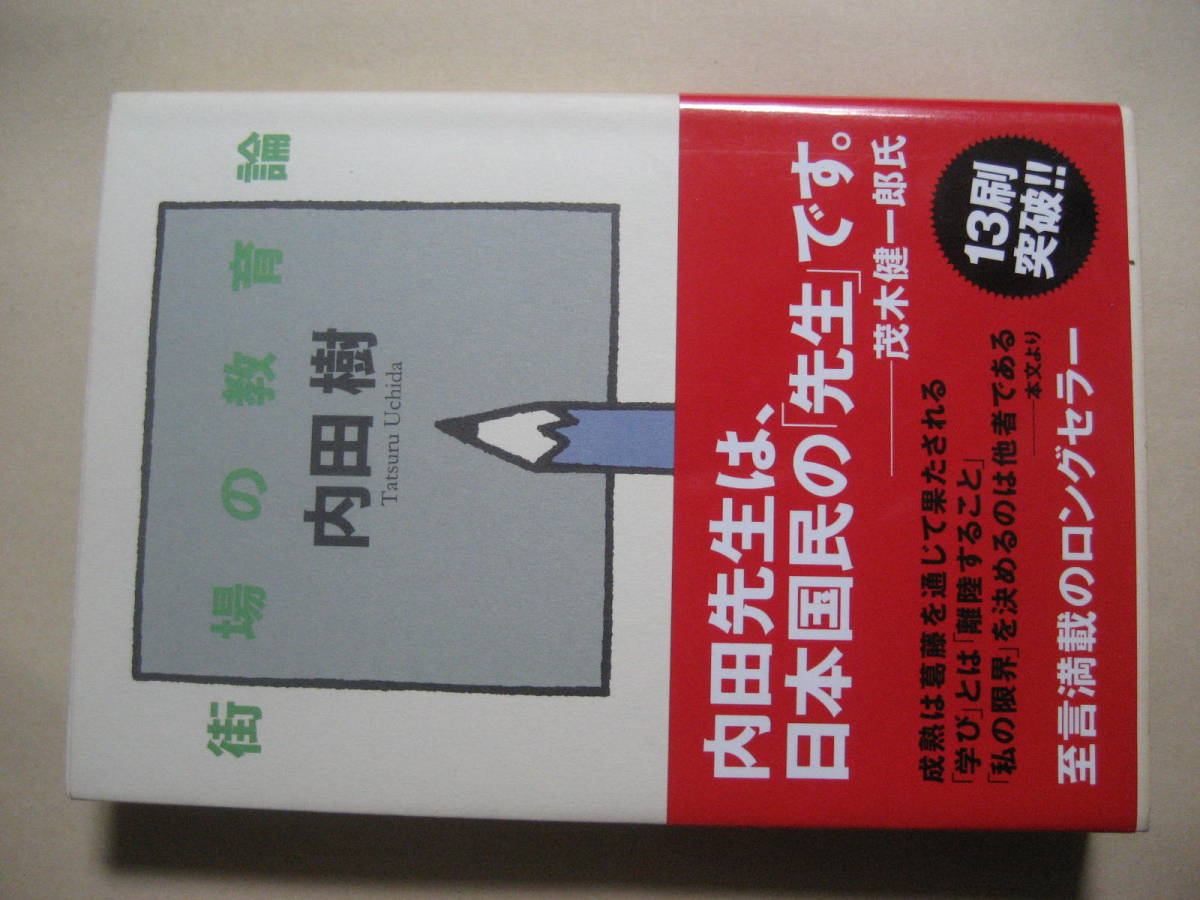 街場の教育論
内田 樹
Tatsuru Uchida
内田先生は、
日本国民の「先生」です。
——茂木健一郎氏
成熟は葛藤を通じて果たされる
「学び」とは「離陸すること」
「私の限界」を決めるのは他者である
——本文より
至言満載のロングセラー
13刷
突破!!